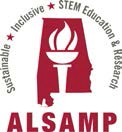 Sustainable ★ Inclusive ★ STEM Education & Research
ALSAMP